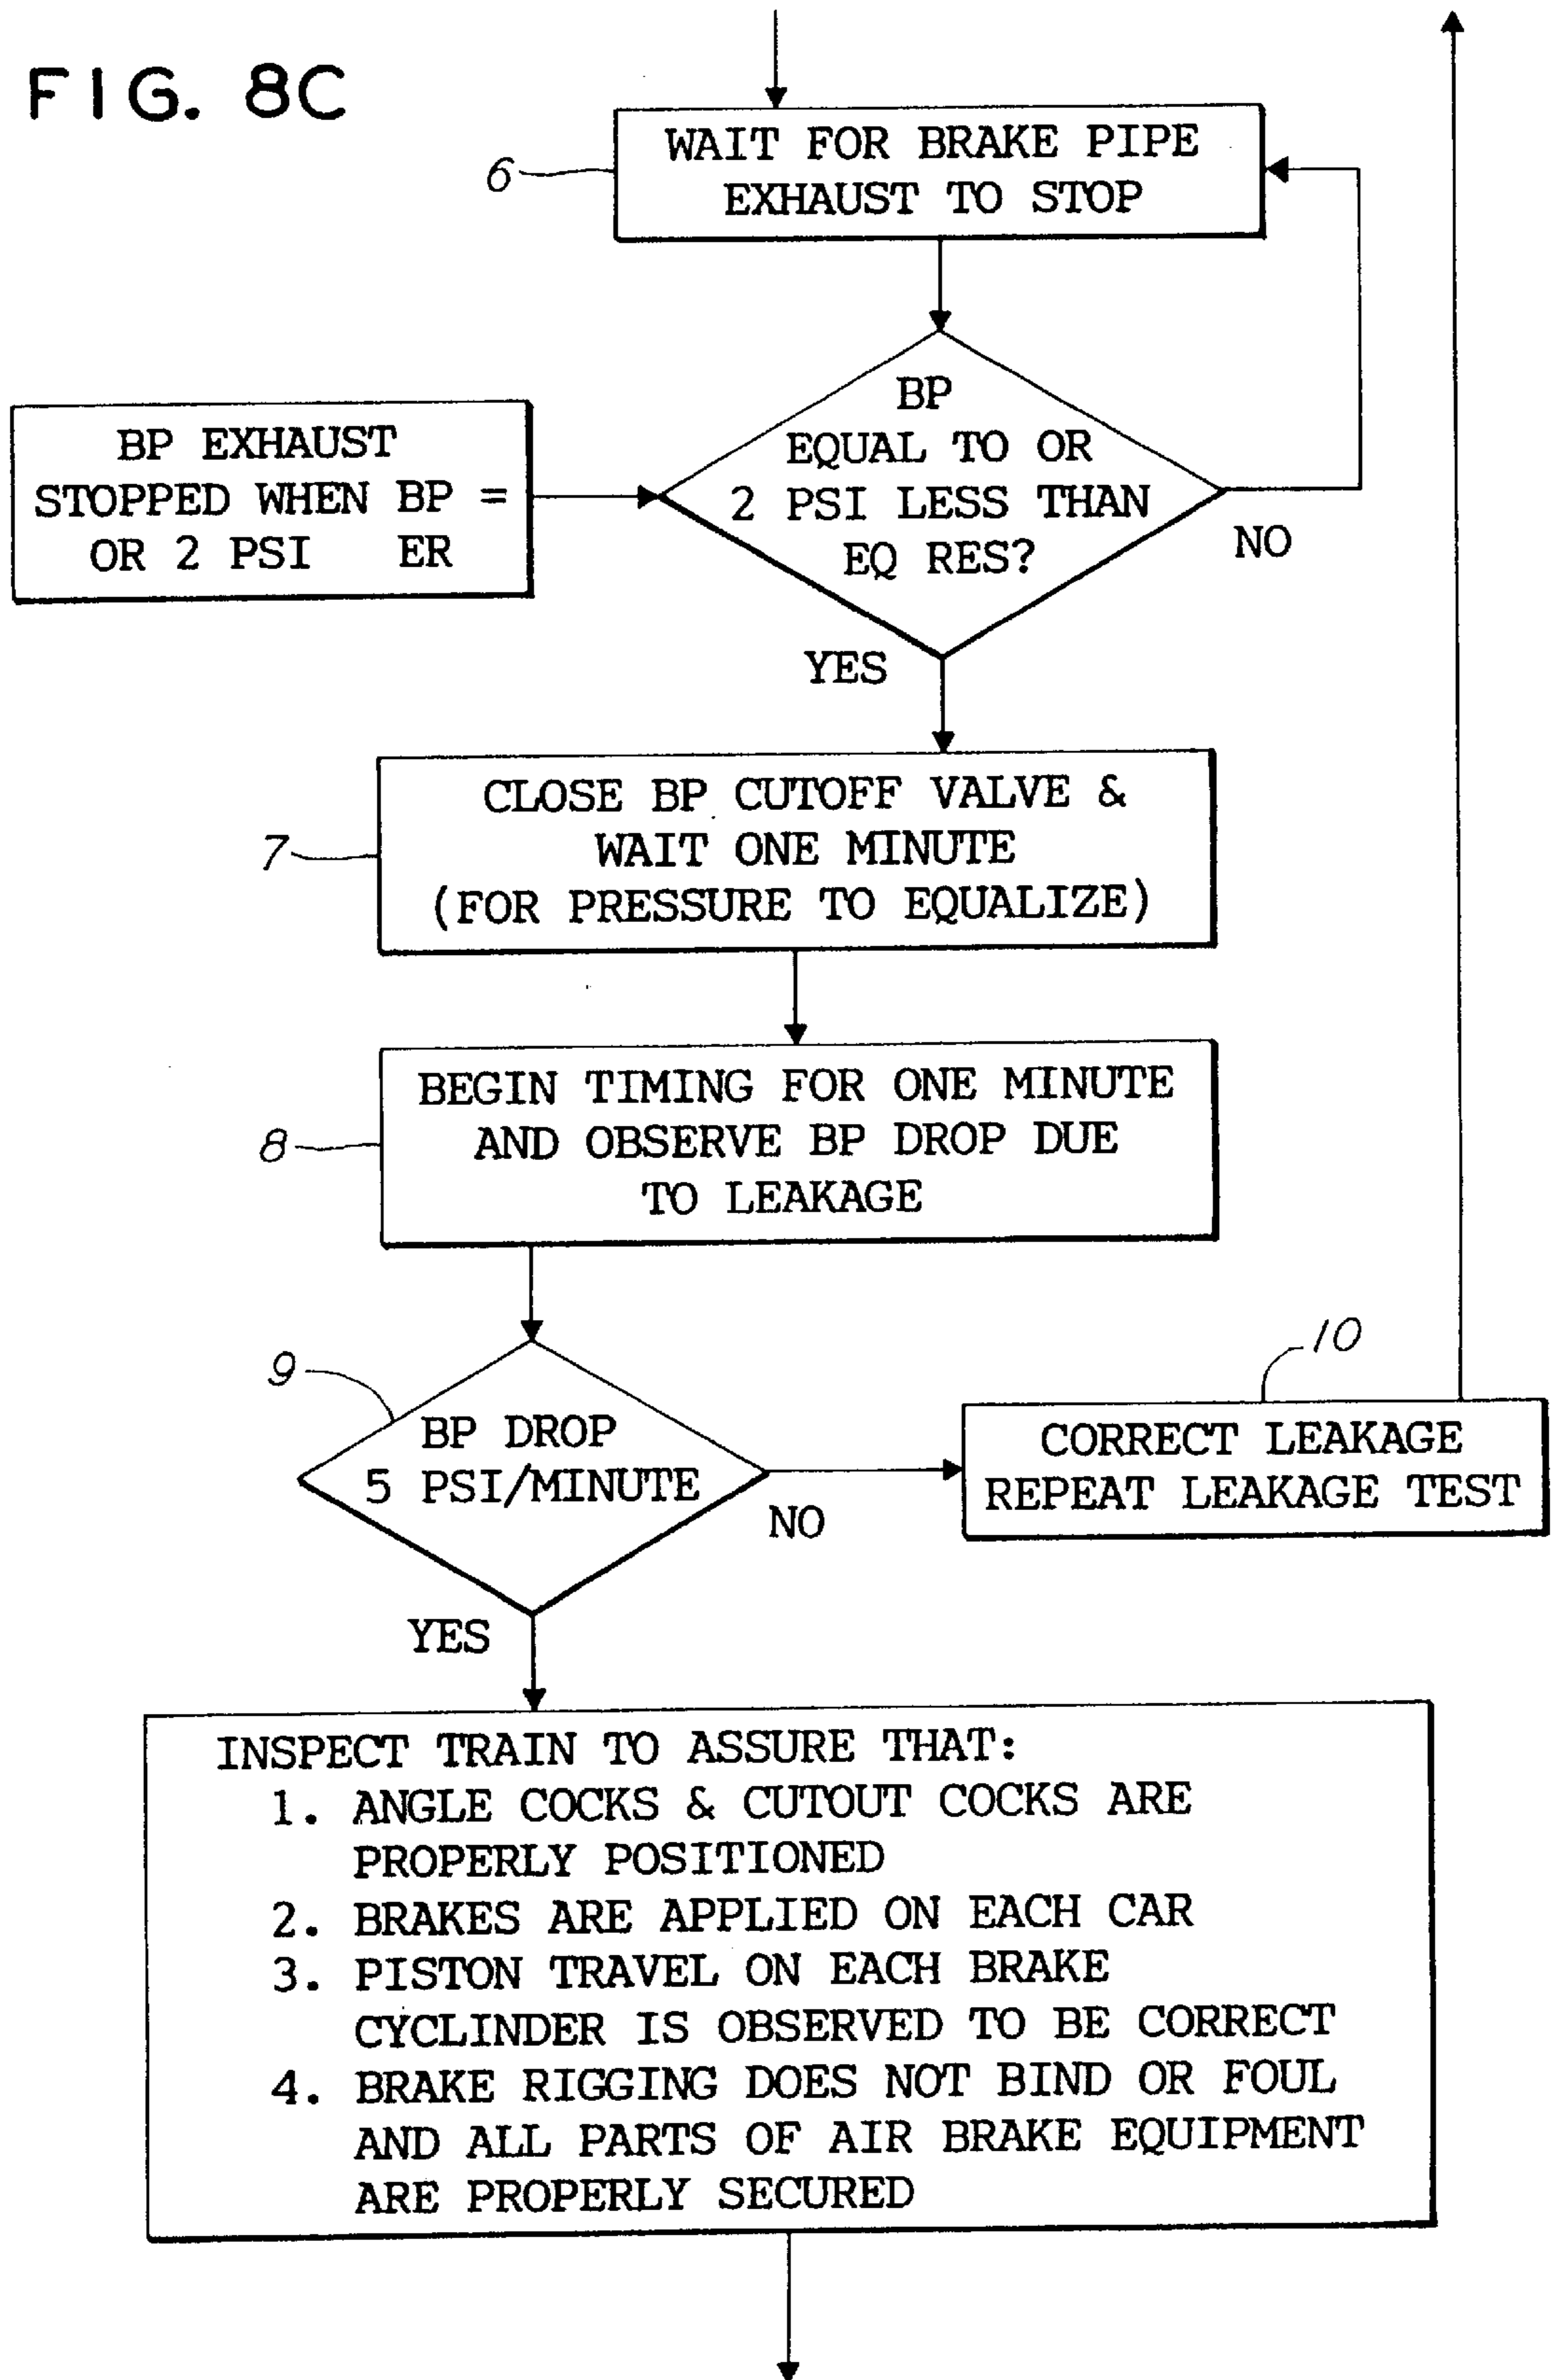 FIG. 8C
WAIT FOR BRAKE PIPE
EXHAUST TO STOP
6
BP
EQUAL TO OR
2 PSI LESS THAN
EQ RES?
NO
YES
BP EXHAUST
STOPPED WHEN BP =
OR 2 PSI ER
CLOSE BP CUTOFF VALVE &
WAIT ONE MINUTE
(FOR PRESSURE TO EQUALIZE)
7
BEGIN TIMING FOR ONE MINUTE
AND OBSERVE BP DROP DUE
TO LEAKAGE
8
9
BP DROP
5 PSI/MINUTE
NO
YES
10
CORRECT LEAKAGE
REPEAT LEAKAGE TEST
INSPECT TRAIN TO ASSURE THAT:
1. ANGLE COCKS & CUTOUT COCKS ARE
PROPERLY POSITIONED
2. BRAKES ARE APPLIED ON EACH CAR
3. PISTON TRAVEL ON EACH BRAKE
CYCLINDER IS OBSERVED TO BE CORRECT
4. BRAKE RIGGING DOES NOT BIND OR FOUL
AND ALL PARTS OF AIR BRAKE EQUIPMENT
ARE PROPERLY SECURED